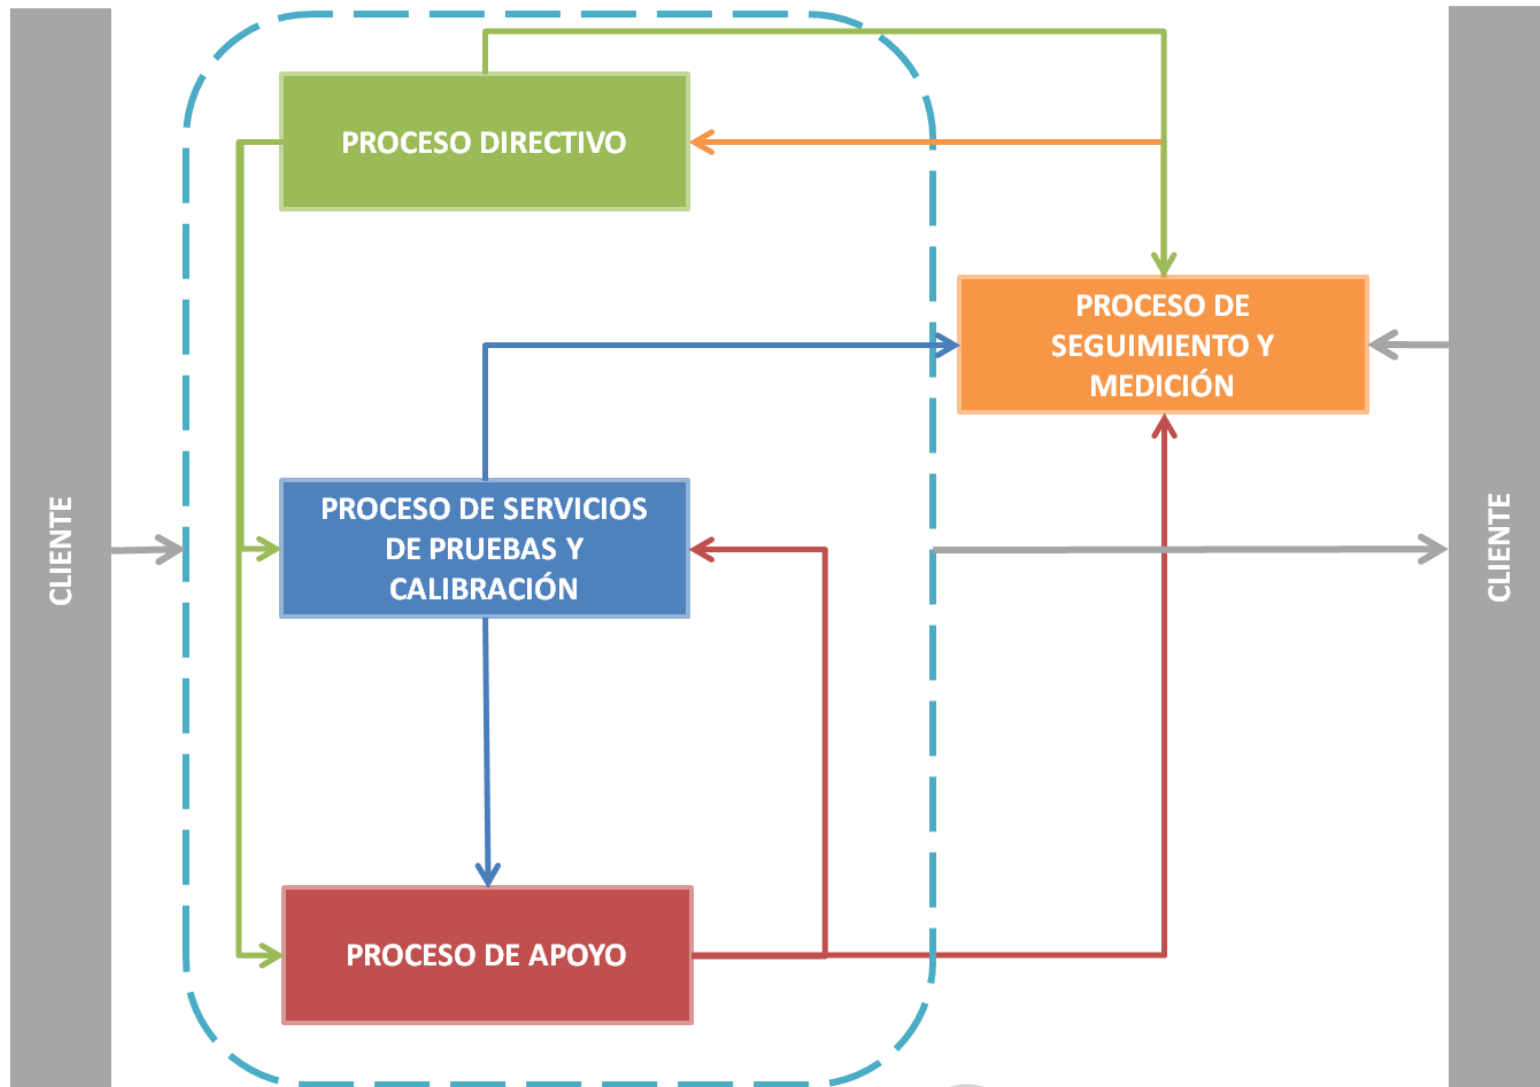 PROCESO DIRECTIVO
PROCESO DE
SEGUIMIENTO Y
MEDICIÓN
CLIENTE
PROCESO DE SERVICIOS
DE PRUEBAS Y
CALIBRACIÓN
CLIENTE
PROCESO DE APOYO